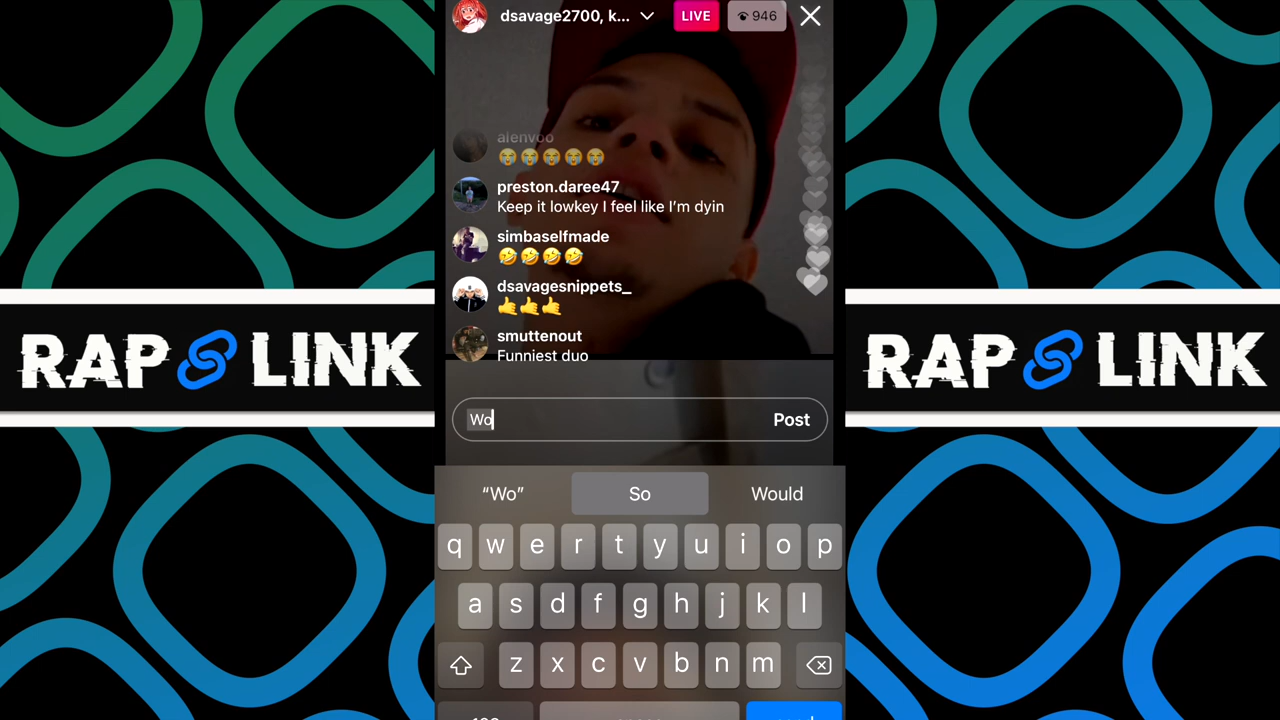 dsavage2700, k...
LIVE
946
alenvoo
😭😭😭😭😭
preston.daree47
Keep it lowkey I feel like I’m dyin
simbaselfmade
🤣🤣🤣🤣
dsavagesnippets_
🤙🤙🤙
smuttenout
Funniest duo
RAP LINK
RAP LINK
Wo
Post
“Wo”
So
Would
q w e r t y u i o p
a s d f g h j k l
z x c v b n m